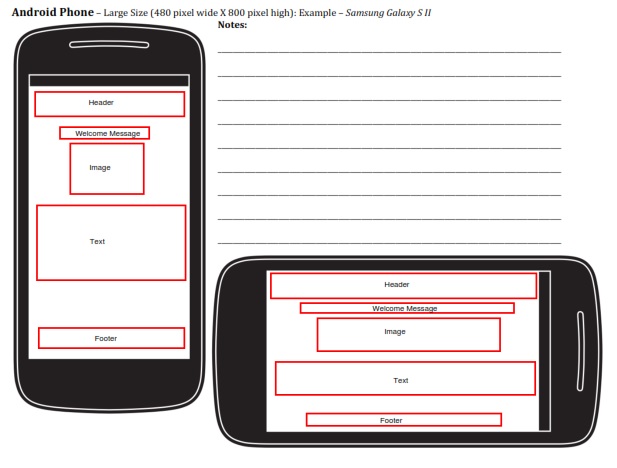 Android Phone – Large Size (480 pixel wide X 800 pixel high): Example – Samsung Galaxy S II
Notes:
Header
Welcome Message
Image
Text
Footer
Header
Welcome Message
Image
Text
Footer